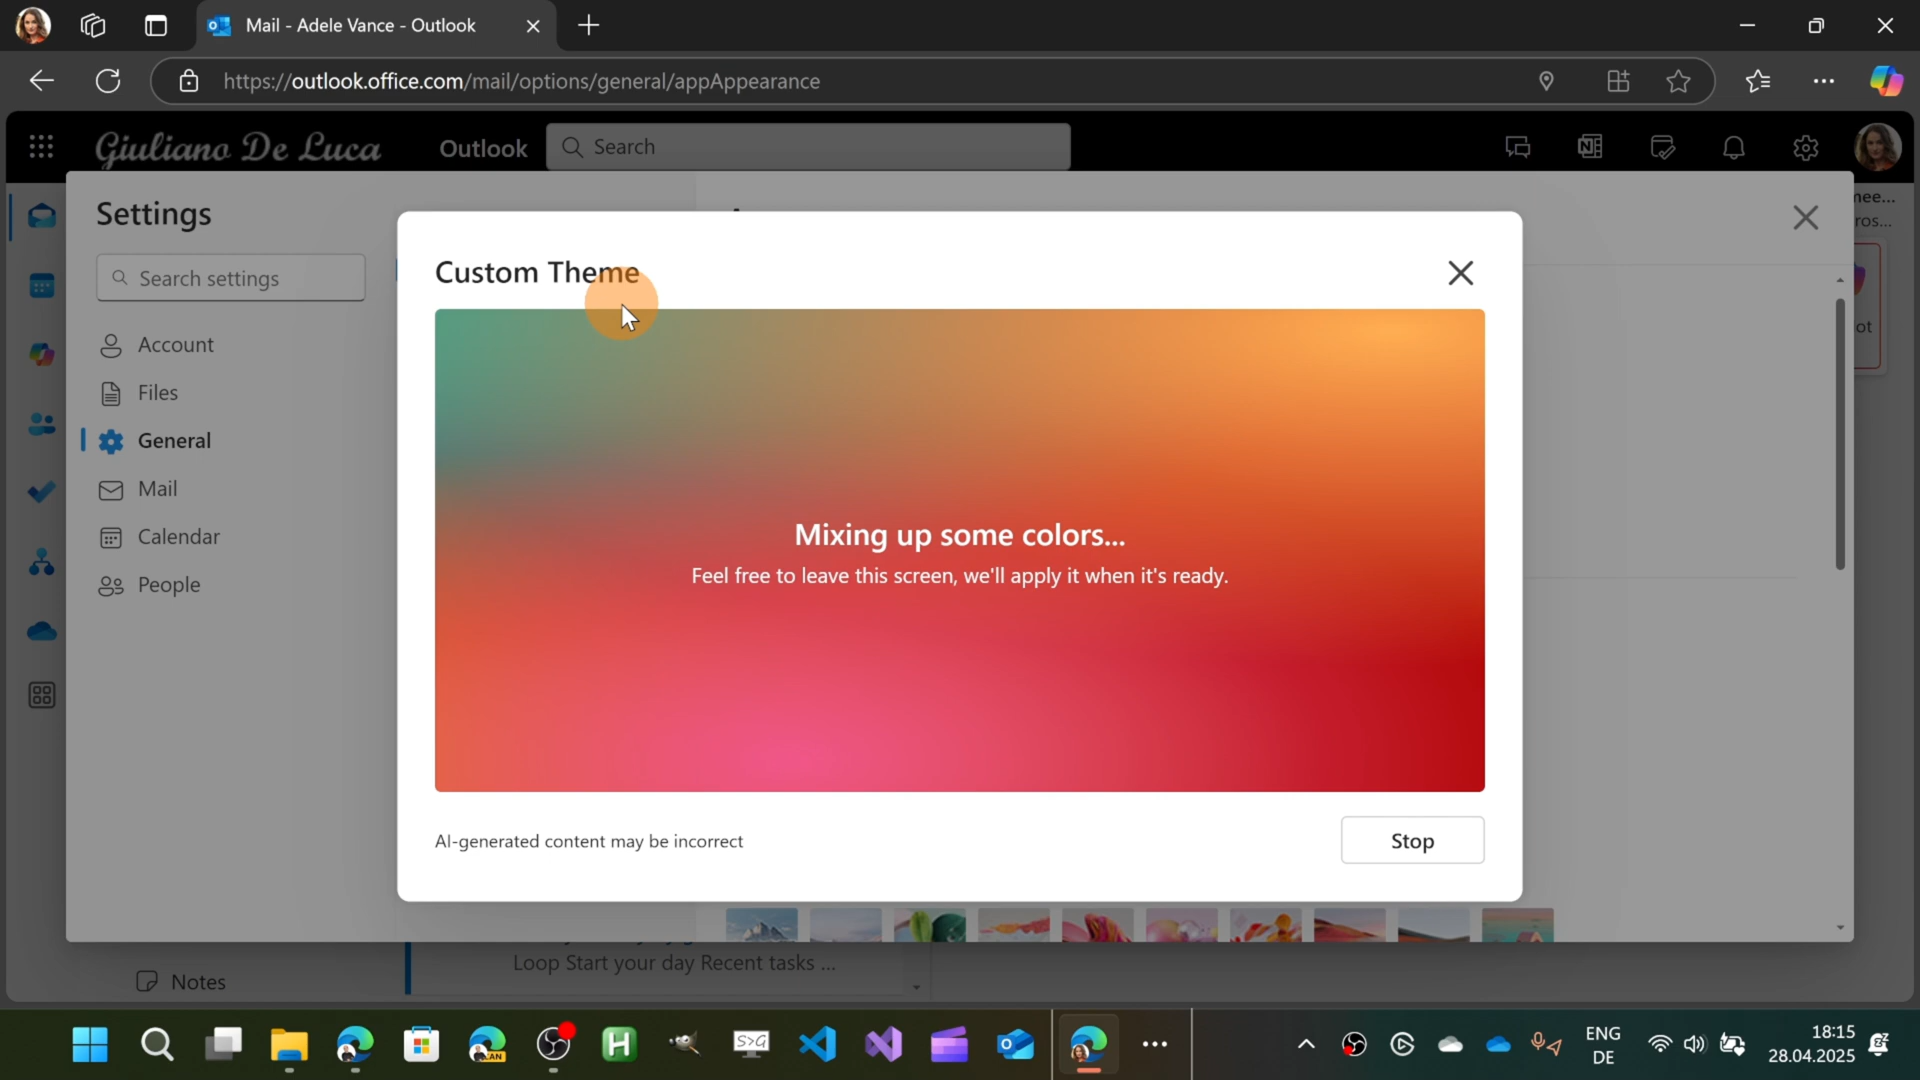 Mail - Adele Vance - Outlook
https://outlook.office.com/mail/options/general/appAppearance
Giuliano De Luca
Outlook
Search
Settings
Search settings
Account
Files
General
Mail
Calendar
People
Custom Theme
Mixing up some colors...
Feel free to leave this screen, we'll apply it when it's ready.
AI-generated content may be incorrect
Stop
Loop Start your day Recent tasks ...
Notes
S>G
ENG
DE
18:15
28.04.2025